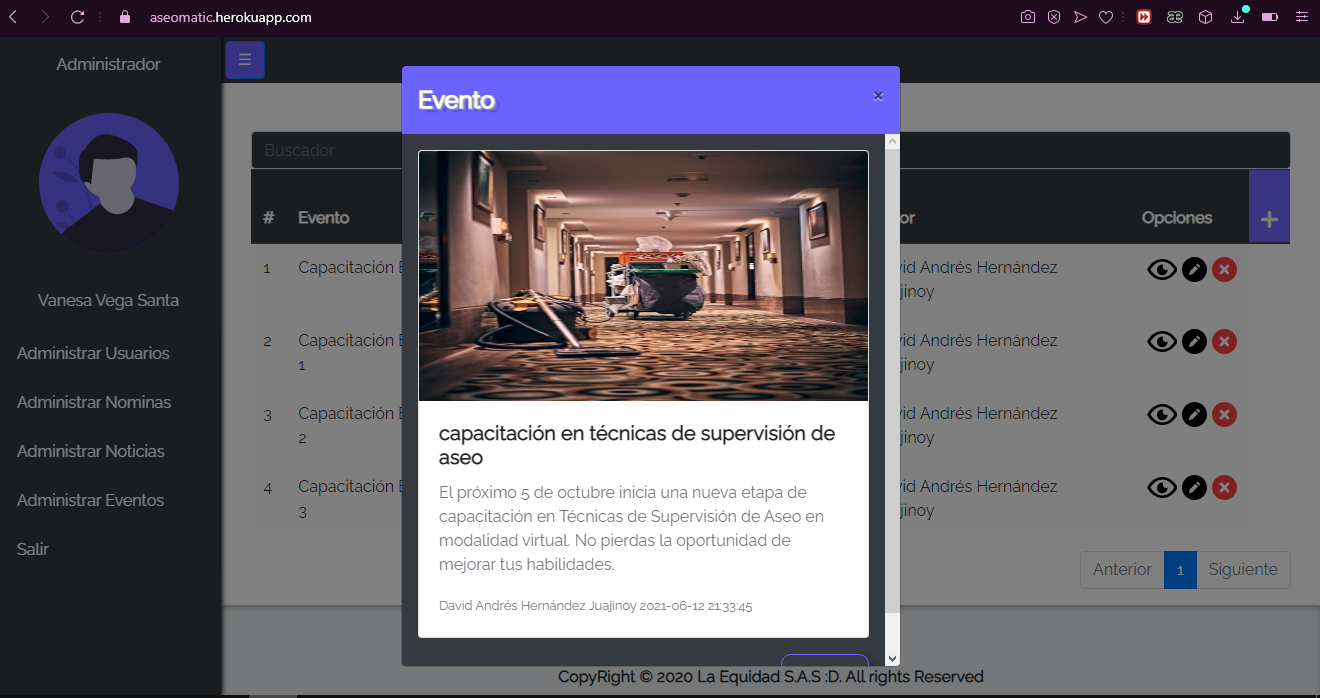 aseomatic.herokuapp.com
Administrador
Vanesa Vega Santa
Administrar Usuarios
Administrar Nominas
Administrar Noticias
Administrar Eventos
Salir
Buscador
# Evento or Opciones +
1 Capacitación E vid Andrés Hernández
jinoy
2 Capacitación E vid Andrés Hernández
1 jinoy
3 Capacitación E vid Andrés Hernández
2 jinoy
4 Capacitación E vid Andrés Hernández
3 jinoy
Anterior 1 Siguiente
Evento ×
capacitación en técnicas de supervisión de
aseo
El próximo 5 de octubre inicia una nueva etapa de
capacitación en Técnicas de Supervisión de Aseo en
modalidad virtual. No pierdas la oportunidad de
mejorar tus habilidades.
David Andrés Hernández Juajinoy 2021-06-12 21:33:45
CopyRight © 2020 La Equidad S.A.S :D. All rights Reserved